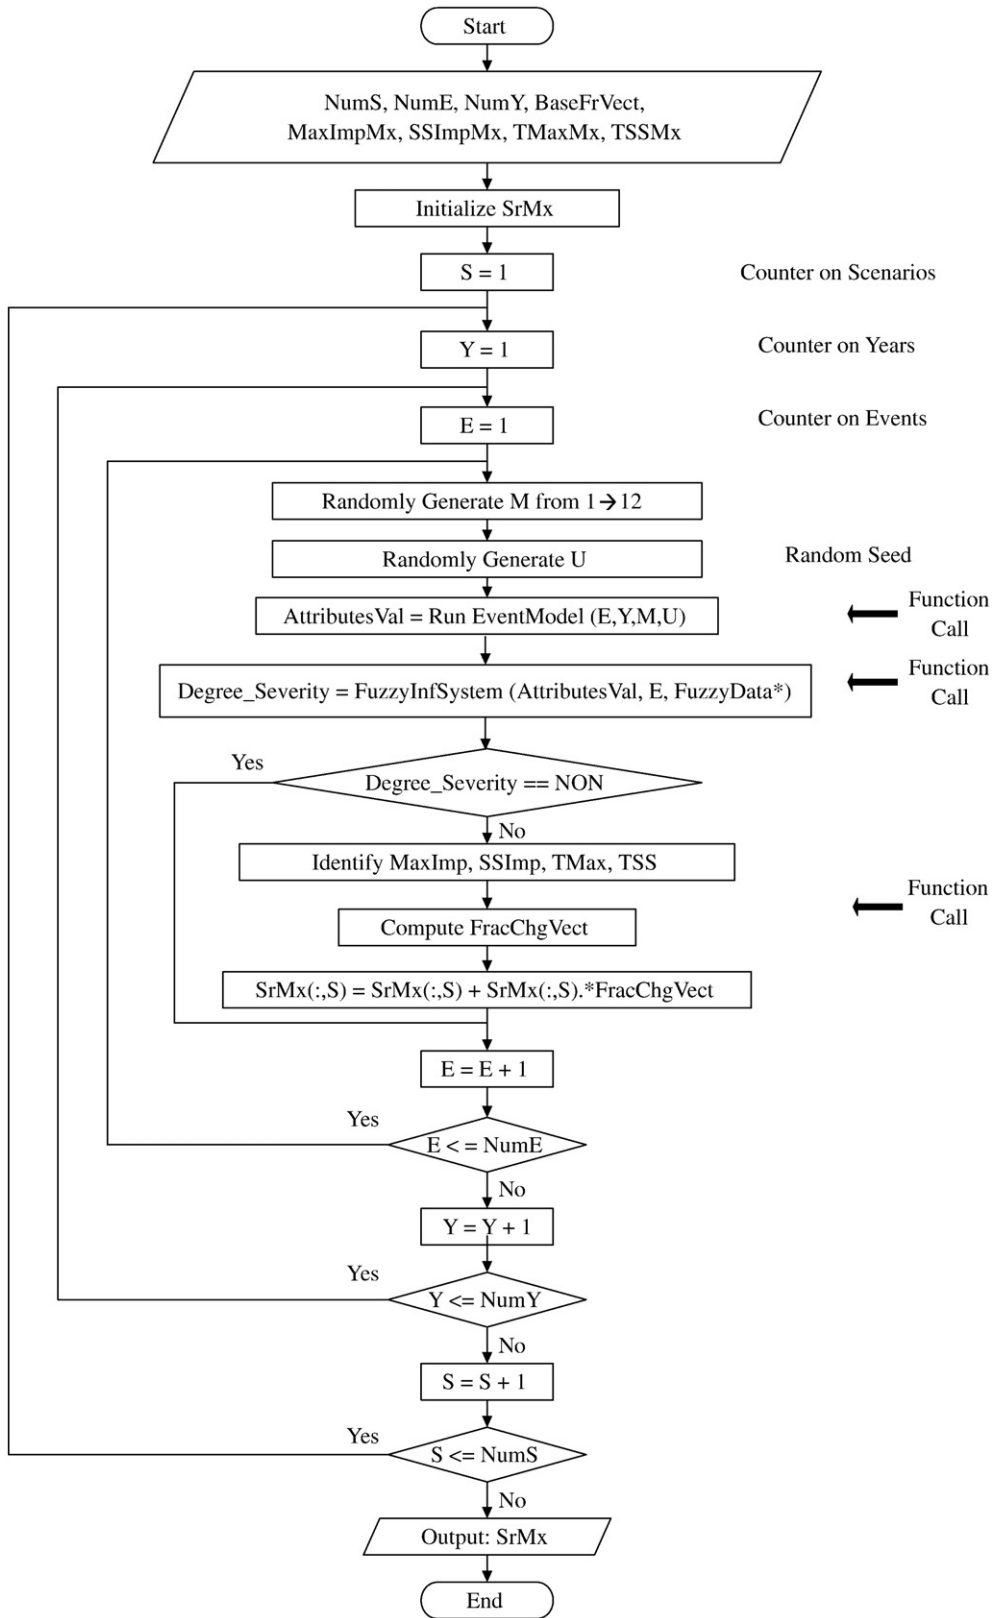 Start
NumS, NumE, NumY, BaseFrVect,
MaxImpMx, SSImpMx, TMaxMx, TSSMx
Initialize SrMx
S = 1
Counter on Scenarios
Y = 1
Counter on Years
E = 1
Counter on Events
Randomly Generate M from 1→12
Randomly Generate U
Random Seed
AttributesVal = Run EventModel (E,Y,M,U)
Function
Call
Degree_Severity = FuzzyInfSystem (AttributesVal, E, FuzzyData*)
Function
Call
Yes
Degree_Severity == NON
No
Identify MaxImp, SSImp, TMax, TSS
Function
Call
Compute FracChgVect
SrMx(:,S) = SrMx(:,S) + SrMx(:,S).*FracChgVect
E = E + 1
Yes
E < = NumE
No
Y = Y + 1
Yes
Y <= NumY
No
S = S + 1
Yes
S <= NumS
No
Output: SrMx
End